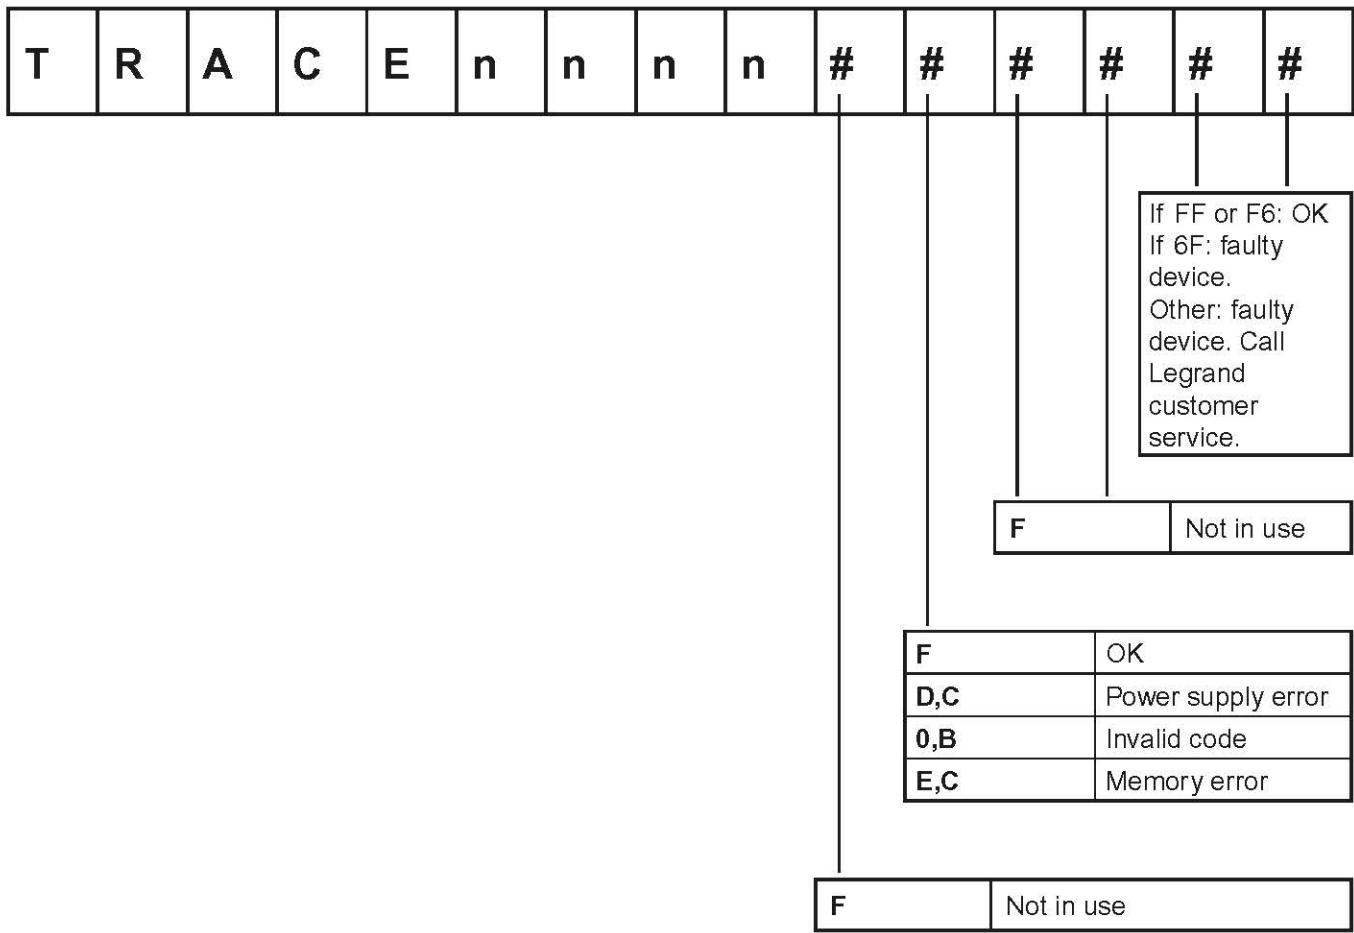 T R A C E n n n n # # # # # #
If FF or F6: OK
If 6F: faulty
device.
Other: faulty
device. Call
Legrand
customer
service.
F Not in use
F OK
D,C Power supply error
0,B Invalid code
E,C Memory error
F Not in use